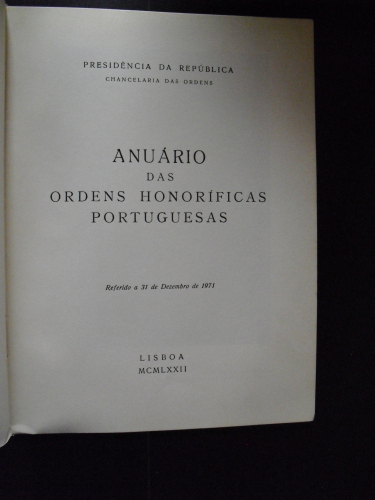 PRESIDÊNCIA DA REPÚBLICA
CHANCELARIA DAS ORDENS
ANUÁRIO
DAS
ORDENS HONORÍFICAS
PORTUGUESAS
Referido a 31 de Dezembro de 1971
LISBOA
MCMLXXII